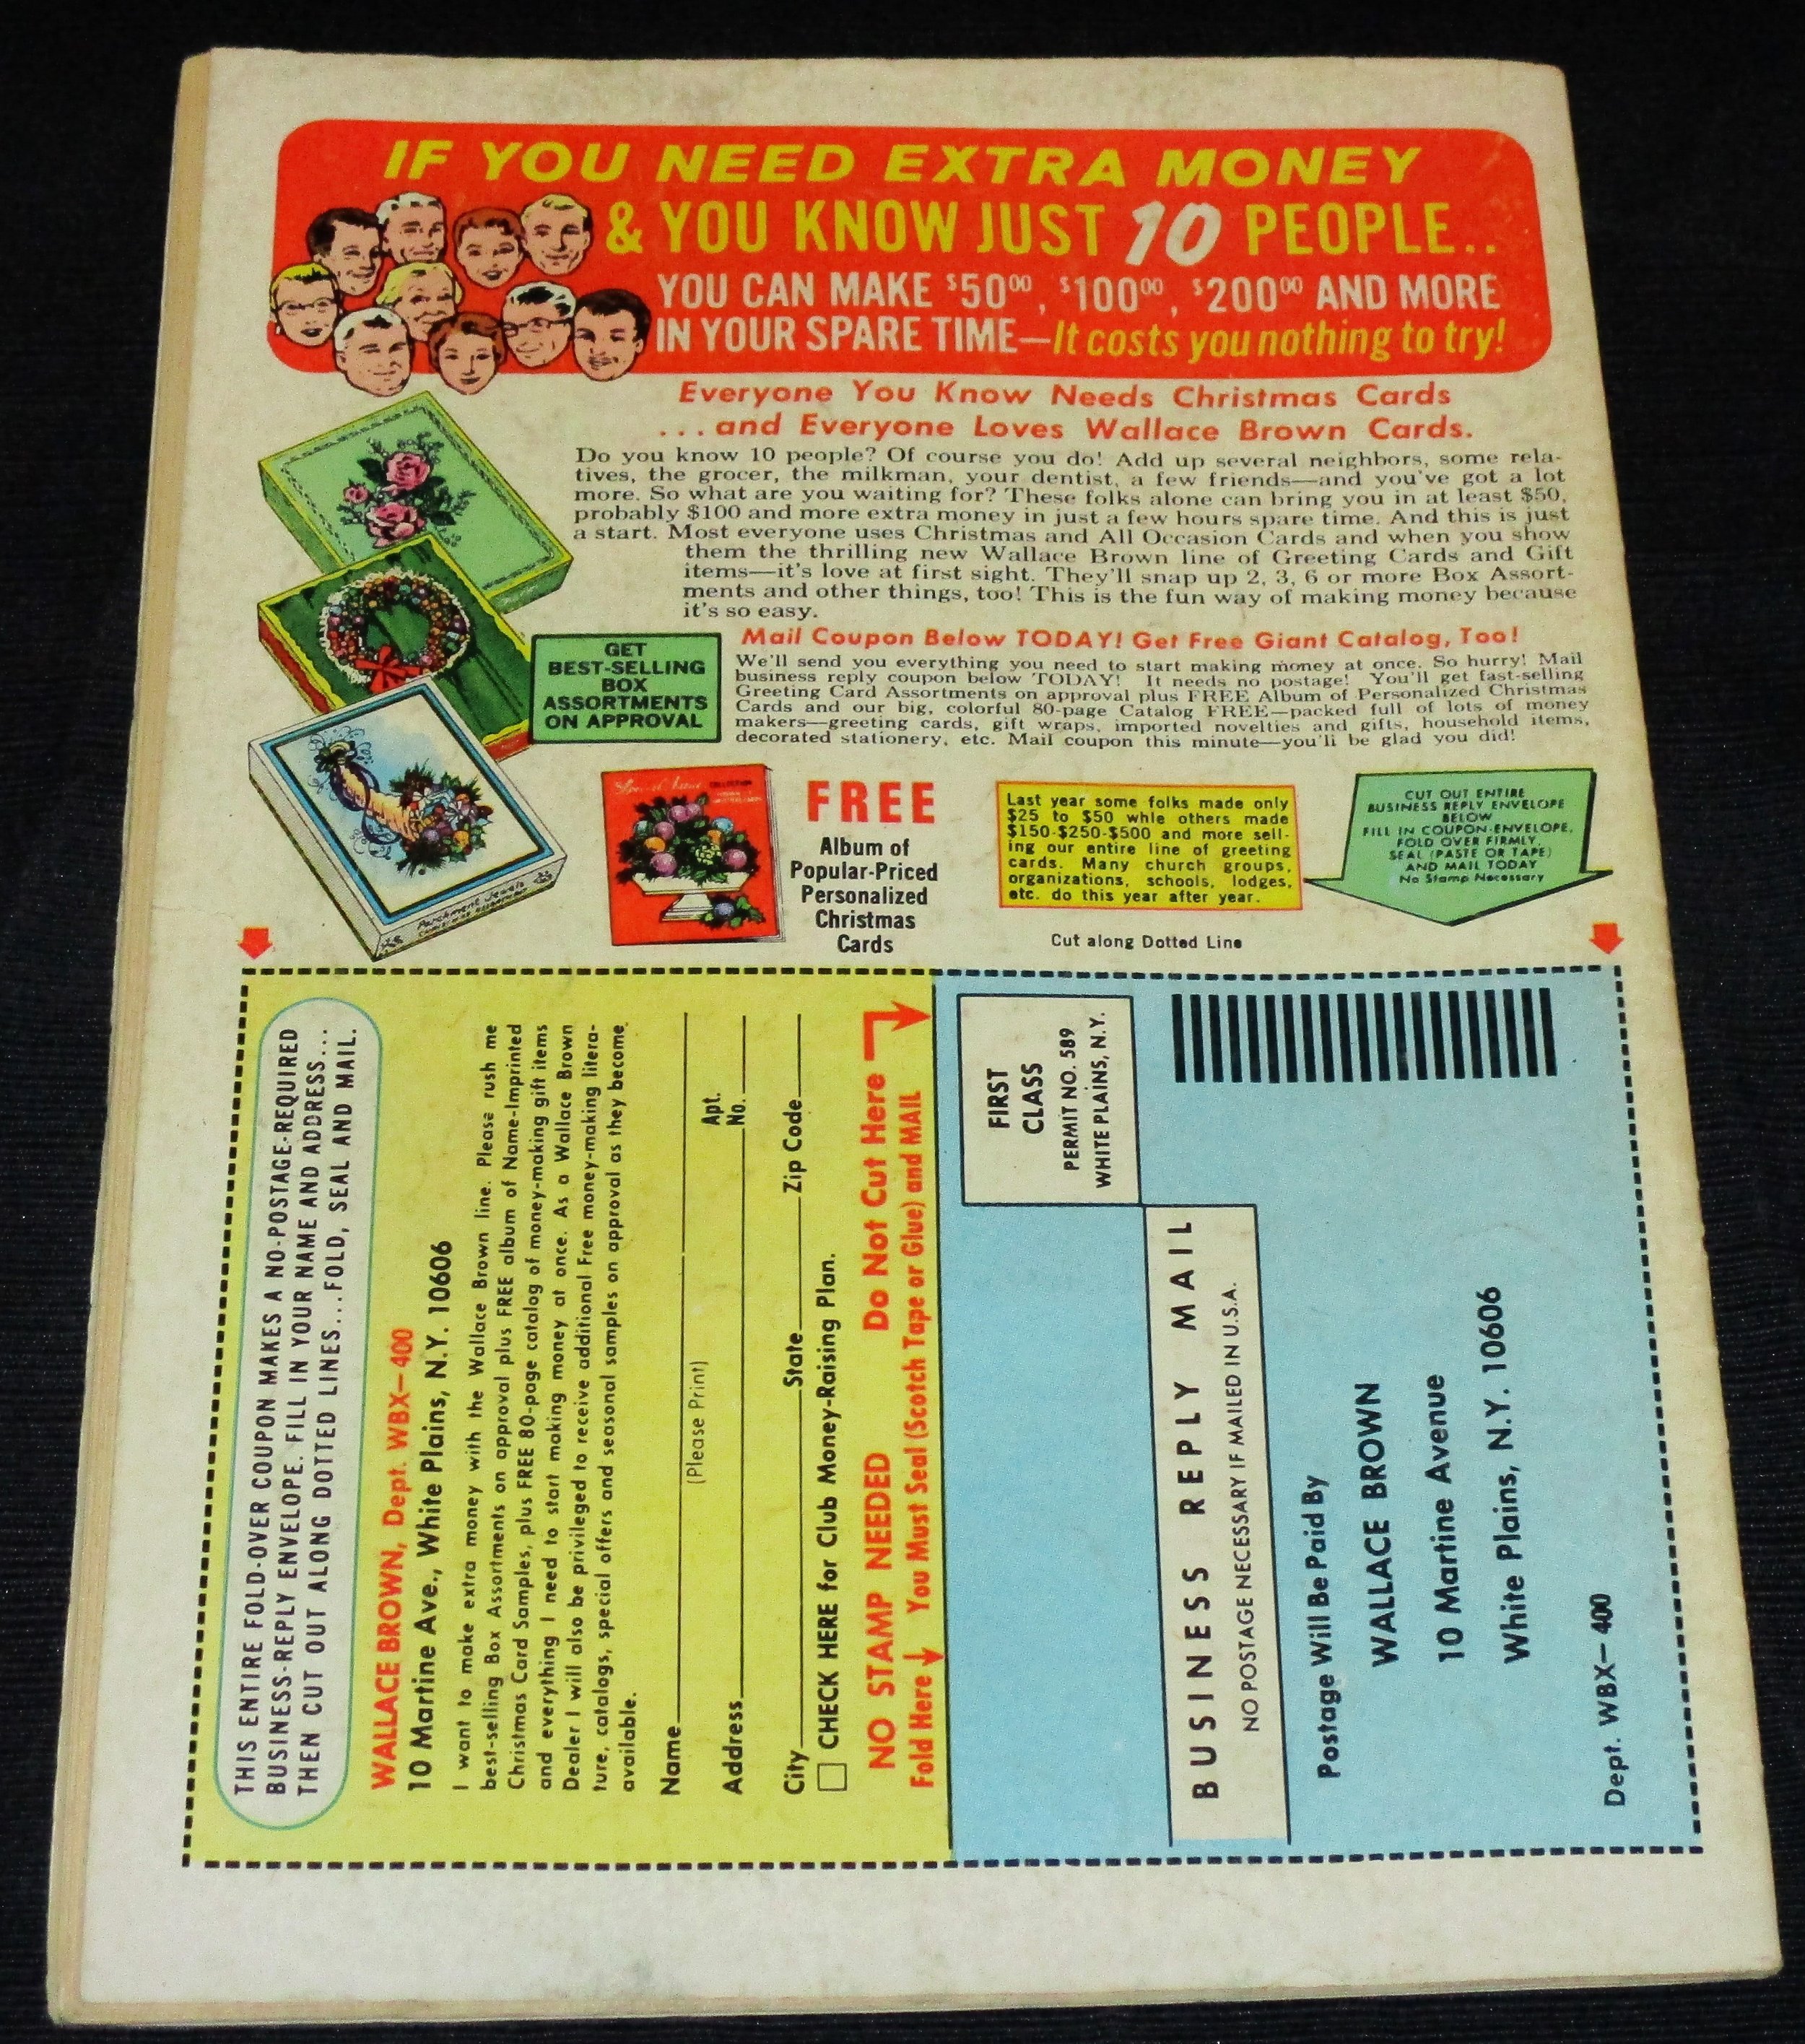 IF YOU NEED EXTRA MONEY
& YOU KNOW JUST 10 PEOPLE..
YOU CAN MAKE $50⁰⁰, $100⁰⁰, $200⁰⁰ AND MORE
IN YOUR SPARE TIME—It costs you nothing to try!
Everyone You Know Needs Christmas Cards
...and Everyone Loves Wallace Brown Cards.
Do you know 10 people? Of course you do! Add up several neighbors, some rela-
tives, the grocer, the milkman, your dentist, a few friends—and you've got a lot
more. So what are you waiting for? These folks alone can bring you in at least $50,
probably $100 and more extra money in just a few hours spare time. And this is just
a start. Most everyone uses Christmas and All Occasion Cards and when you show
them the thrilling new Wallace Brown line of Greeting Cards and Gift
items—it's love at first sight. They'll snap up 2, 3, 6 or more Box Assort-
ments and other things, too! This is the fun way of making money because
it's so easy.
GET
BEST-SELLING
BOX
ASSORTMENTS
ON APPROVAL
Mail Coupon Below TODAY! Get Free Giant Catalog, Too!
We'll send you everything you need to start making money at once. So hurry! Mail
business reply coupon below TODAY! It needs no postage! You'll get fast-selling
Greeting Card Assortments on approval plus FREE Album of Personalized Christmas
Cards and our big, colorful 80-page Catalog FREE—packed full of lots of money
makers—greeting cards, gift wraps, imported novelties and gifts, household items,
decorated stationery, etc. Mail coupon this minute—you'll be glad you did!
Parchment Jewels
COLLECTION
FREE
Album of
Popular-Priced
Personalized
Christmas
Cards
Last year some folks made only
$25 to $50 whle others made
$150-$250-$500 and more sell-
ing our entire line of greeting
cards. Many church groups,
organizations, schools, lodges,
etc. do this year after year.
Cut along Dotted Line
CUT OUT ENTIRE
BUSINESS REPLY ENVELOPE
BELOW
FILL IN COUPON-ENVELOPE,
FOLD OVER FIRMLY,
SEAL (PASTE OR TAPE)
AND MAIL TODAY
No Stamp Necessary
THIS ENTIRE FOLD-OVER COUPON MAKES A NO-POSTAGE-REQUIRED
BUSINESS-REPLY ENVELOPE. FILL IN YOUR NAME AND ADDRESS...
THEN CUT OUT ALONG DOTTED LINES...FOLD, SEAL AND MAIL.
WALLACE BROWN, Dept. WBX—400
10 Martine Ave., White Plains, N.Y. 10606
I want to make extra money with the Wallace Brown line. Please rush me
best-selling Box Assortments on approval plus FREE album of Name-Imprinted
Christmas Card Samples, plus FREE 80-page catalog of money-making gift items
and everything I need to start making money at once. As a Wallace Brown
Dealer I will also be privileged to receive additional Free money-making litera-
ture, catalogs, special offers and seasonal samples on approval as they become
available.
Name
(Please Print)
Address
Apt.
No.
City State Zip Code
CHECK HERE for Club Money-Raising Plan.
NO STAMP NEEDED Do Not Cut Here
Fold Here You Must Seal (Scotch Tape or Glue) and MAIL
FIRST
CLASS
PERMIT NO. 589
WHITE PLAINS, N.Y.
BUSINESS REPLY MAIL
NO POSTAGE NECESSARY IF MAILED IN U.S.A.
Postage Will Be Paid By
WALLACE BROWN
10 Martine Avenue
White Plains, N.Y. 10606
Dept. WBX—400